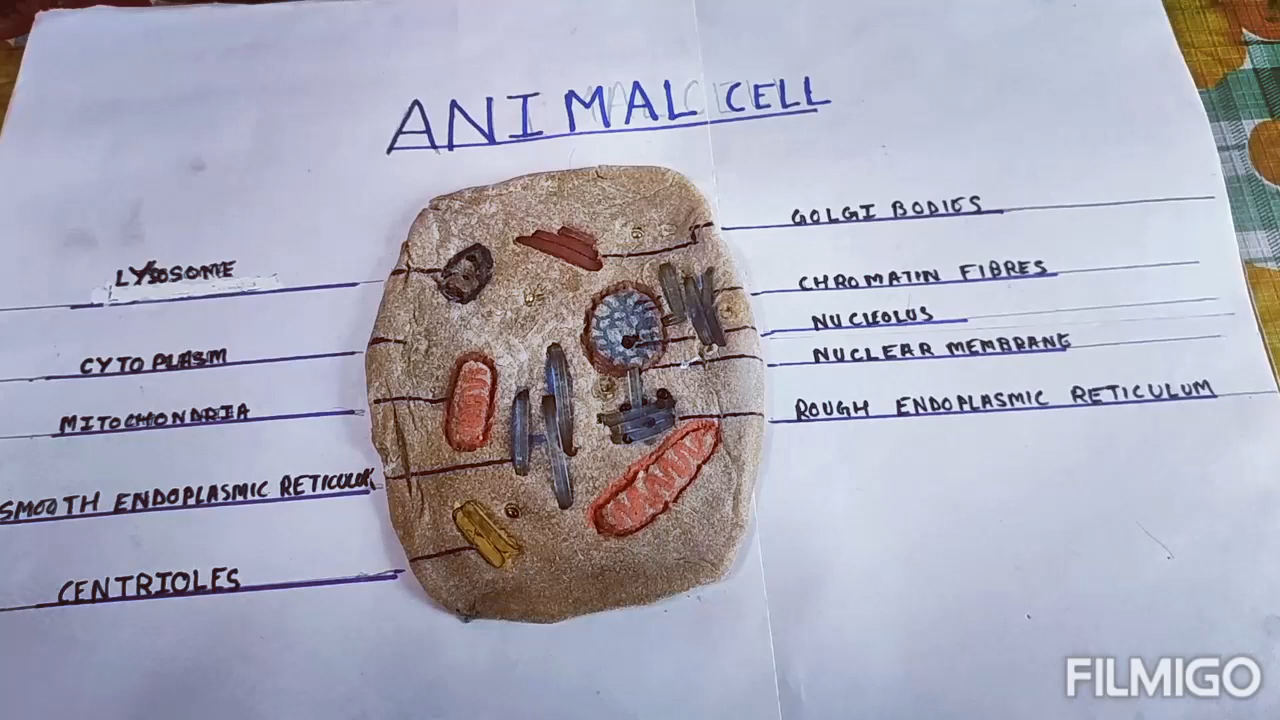 ANIMAL CELL
LYSOSOME
CYTOPLASM
MITOCHONDRIA
SMOOTH ENDOPLASMIC RETICULUM
CENTRIOLES
GOLGI BODIES
CHROMATIN FIBRES
NUCLEOLUS
NUCLEAR MEMBRANE
ROUGH ENDOPLASMIC RETICULUM
FILMIGO